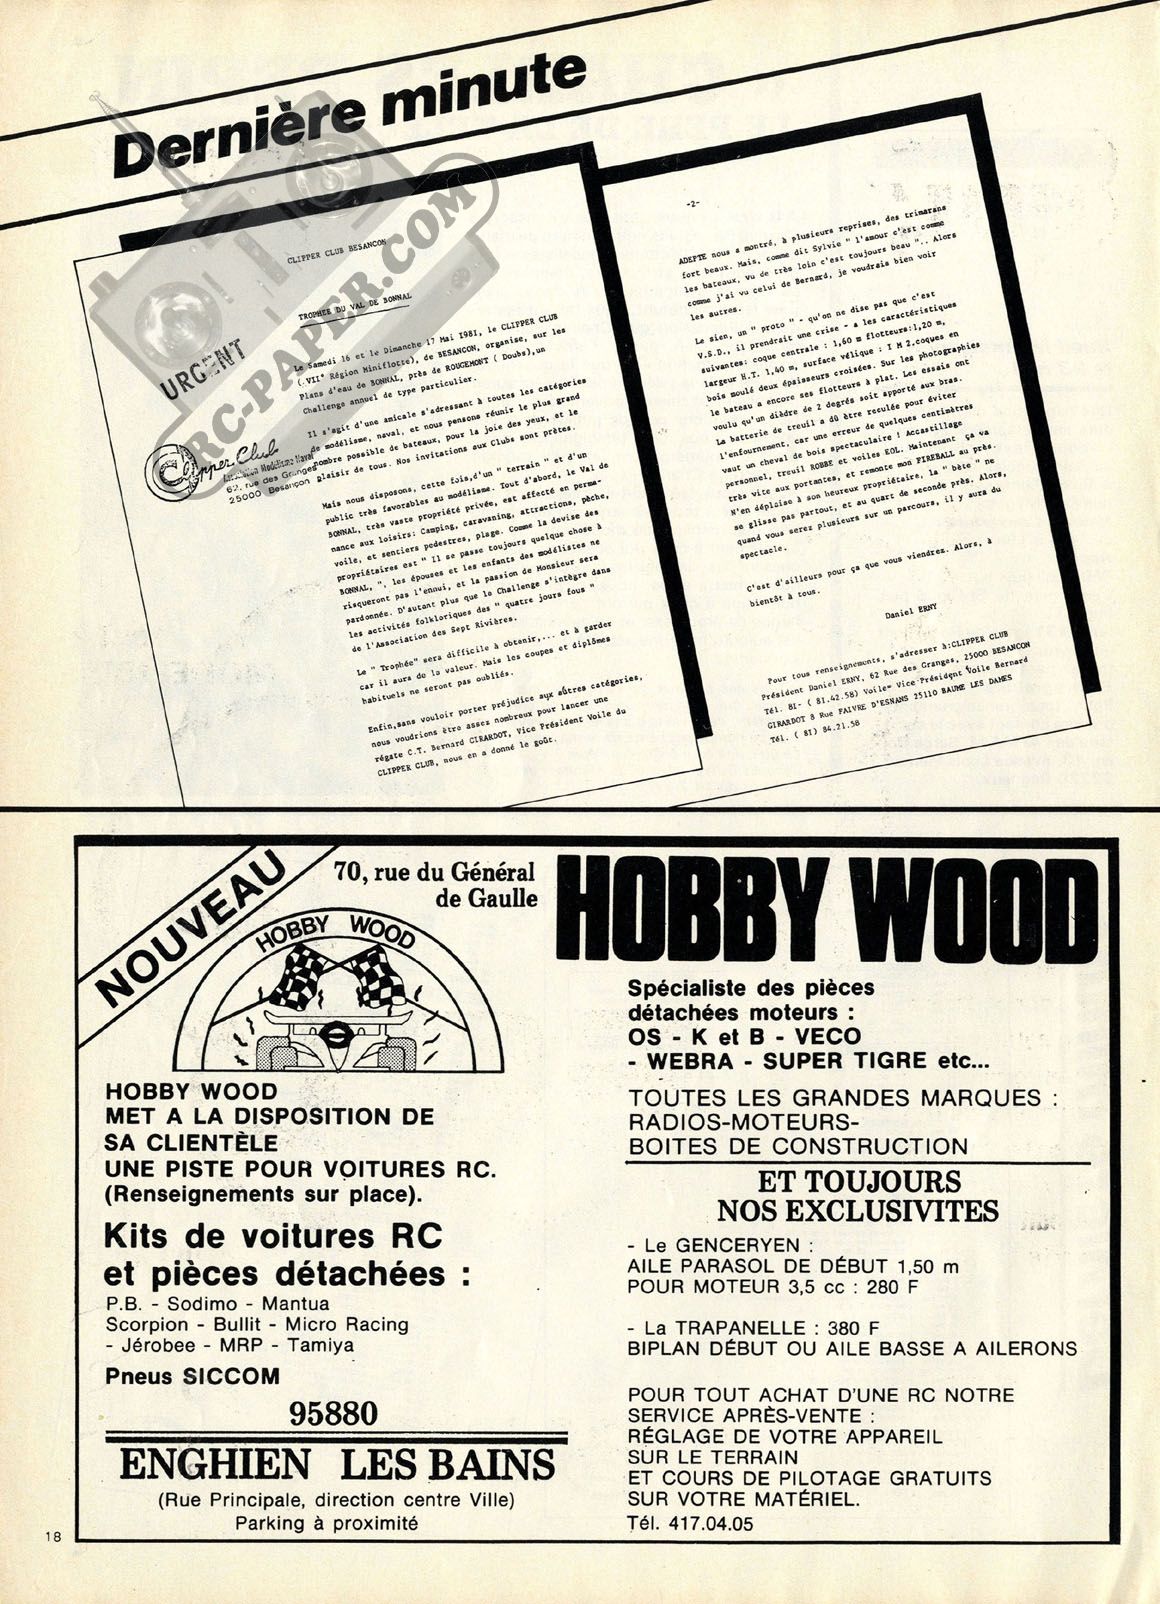 Dernière minute
CLIPPER CLUB BESANCON
TROPHEE DU VAL DE BONNAL
URGENT
Clipper Club
Association Modélisme Naval
62, rue des Granges
25000 Besançon
Le Samedi 16 et le Dimanche 17 Mai 1981, le CLIPPER CLUB
(.VII° Région Miniflotte), de BESANCON, organise, sur les
Plans d'eau de BONNAL, près de ROUGEMONT ( Doubs),un
Challenge annuel de type particulier.
Il s'agit d'une amicale s'adressant à toutes les catégories
de modélisme, naval, et nous pensons réunir le plus grand
nombre possible de bateaux, pour la joie des yeux, et le
plaisir de tous. Nos invitations aux Clubs sont prêtes.
Mais nous disposons, cette fois,d'un " terrain " et d'un
public très favorables au modélisme. Tout d'abord, le Val de
BONNAL, très vaste propriété privée, est affecté en perma-
nance aux loisirs: Camping, caravaning, attractions, pêche,
voile, et sentiers pedestres, plage. Comme la devise des
propriétaires est " Il se passe toujours quelque chose à
BONNAL, ", les épouses et les enfants des modélistes ne
risqueront pas l'ennui, et la passion de Monsieur sera
pardonnée. D'autant plus que le Challenge s'intègre dans
les activités folkloriques des " quatre jours fous "
de l'Association des Sept Rivières.
Le " Trophée" sera difficile à obtenir,... et à garder
car il aura de la valeur. Mais les coupes et diplômes
habituels ne seront pas oubliés.
Enfin,sans vouloir porter préjudice aux autres catégories,
nous voudrions être assez nombreux pour lancer une
régate C.T. Bernard GIRARDOT, Vice Président Voile du
CLIPPER CLUB, nous en a donné le goût.
-2-
ADEPTE nous a montré, à plusieurs reprises, des trimarans
fort beaux. Mais, comme dit Sylvie " l'amour c'est comme
les bateaux, vu de très loin c'est toujours beau ".. Alors
comme j'ai vu celui de Bernard, je voudrais bien voir
les autres.
Le sien, un " proto " - qu'on ne dise pas que c'est
V.S.D., il prendrait une crise - a les caractéristiques
suivantes: coque centrale : 1,60 m flotteurs:1,20 m,
largeur H.T. 1,40 m, surface vélique : 1 M 2.coques en
bois moulé deux épaisseurs croisées. Sur les photographies
le bateau a encore ses flotteurs à plat. Les essais ont
voulu qu'un dièdre de 2 degrés soit apporté aux bras.
La batterie de treuil a dû être reculée pour éviter
l'enfournement, car une erreur de quelques centimètres
vaut un cheval de bois spectaculaire ! Accastillage
personnel, treuil ROBBE et voiles EOL. Maintenant ça va
très vite aux portantes, et remonte mon FIREBALL au près.
N'en déplaise à son heureux propriétaire, la " bête " ne
se glisse pas partout, et au quart de seconde près. Alors,
quand vous serez plusieurs sur un parcours, il y aura du
spectacle.
C'est d'ailleurs pour ça que vous viendrez. Alors, à
bientôt à tous.
Daniel ERNY
Pour tous renseignements, s'adresser à:CLIPPER CLUB
Président Daniel ERNY, 62 Rue des Granges, 25000 BESANCON
Tél. 81- ( 81.42.58) Voile= Vice Président Voile Bernard
GIRARDOT 8 Rue FAIVRE D'ESNANS 25110 BAUME LES DAMES
Tél. ( 81) 84.21.58
RC-PAPER.COM
NOUVEAU
70, rue du Général
de Gaulle
HOBBY WOOD
HOBBY WOOD
HOBBY WOOD
MET A LA DISPOSITION DE
SA CLIENTÈLE
UNE PISTE POUR VOITURES RC.
(Renseignements sur place).
Kits de voitures RC
et pièces détachées :
P.B. - Sodimo - Mantua
Scorpion - Bullit - Micro Racing
- Jérobee - MRP - Tamiya
Pneus SICCOM
95880
ENGHIEN LES BAINS
(Rue Principale, direction centre Ville)
Parking à proximité
Spécialiste des pièces
détachées moteurs :
OS - K et B - VECO
- WEBRA - SUPER TIGRE etc...
TOUTES LES GRANDES MARQUES :
RADIOS-MOTEURS-
BOITES DE CONSTRUCTION
ET TOUJOURS
NOS EXCLUSIVITES
- Le GENCERYEN :
AILE PARASOL DE DÉBUT 1,50 m
POUR MOTEUR 3,5 cc : 280 F
- La TRAPANELLE : 380 F
BIPLAN DÉBUT OU AILE BASSE A AILERONS
POUR TOUT ACHAT D'UNE RC NOTRE
SERVICE APRÈS-VENTE :
RÉGLAGE DE VOTRE APPAREIL
SUR LE TERRAIN
ET COURS DE PILOTAGE GRATUITS
SUR VOTRE MATÉRIEL.
Tél. 417.04.05
18